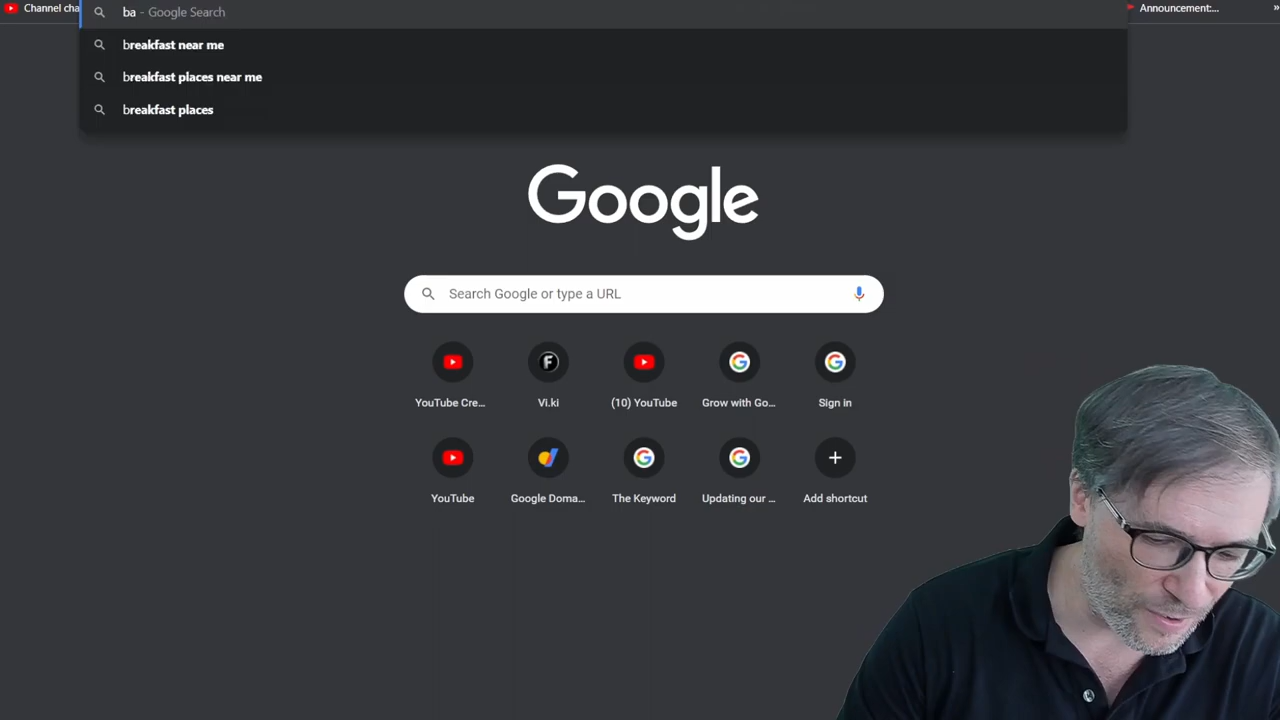 Channel cha
ba - Google Search
Announcement:...
»
breakfast near me
breakfast places near me
breakfast places
Google
Search Google or type a URL
YouTube Cre...
Vi.ki
(10) YouTube
Grow with Go...
Sign in
YouTube
Google Doma...
The Keyword
Updating our ...
Add shortcut